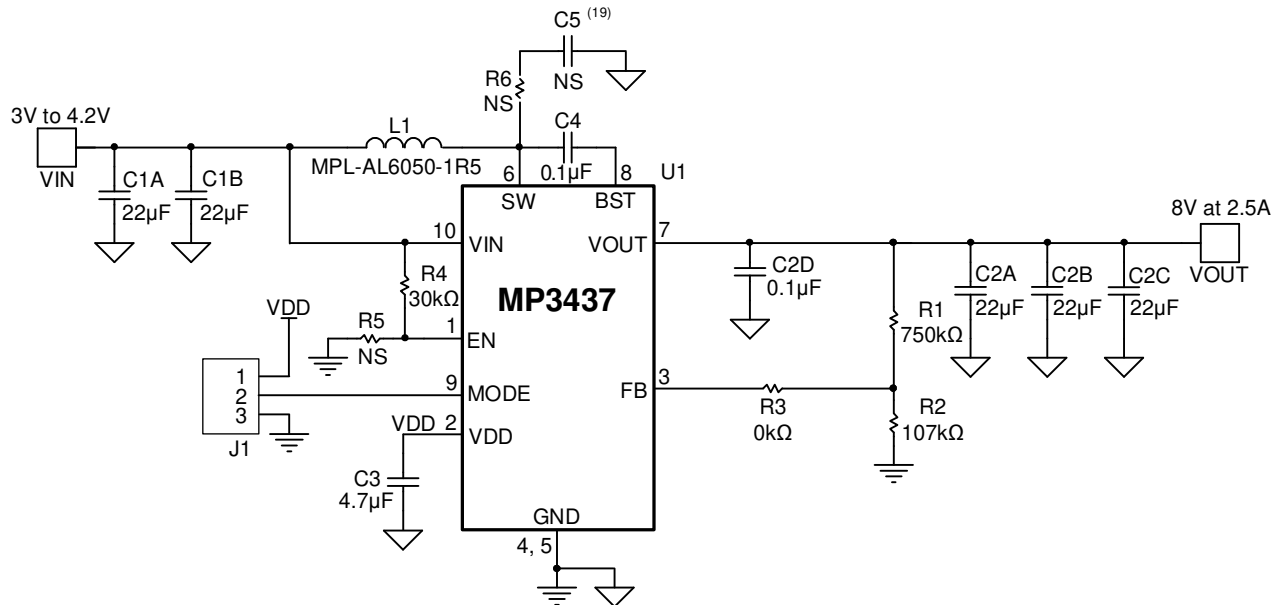 C5 (19)
NS
R6
NS
3V to 4.2V
VIN
L1
MPL-AL6050-1R5
C4
0.1µF
C1A
22µF
C1B
22µF
6
8
U1
SW
BST
10
VIN
VOUT
7
8V at 2.5A
VOUT
R4
30kΩ
MP3437
C2D
0.1µF
C2A
22µF
C2B
22µF
C2C
22µF
R1
750kΩ
VDD
R5
NS
1
EN
1
2
3
J1
9
MODE
FB
3
R3
0kΩ
R2
107kΩ
VDD
2
VDD
C3
4.7µF
GND
4, 5